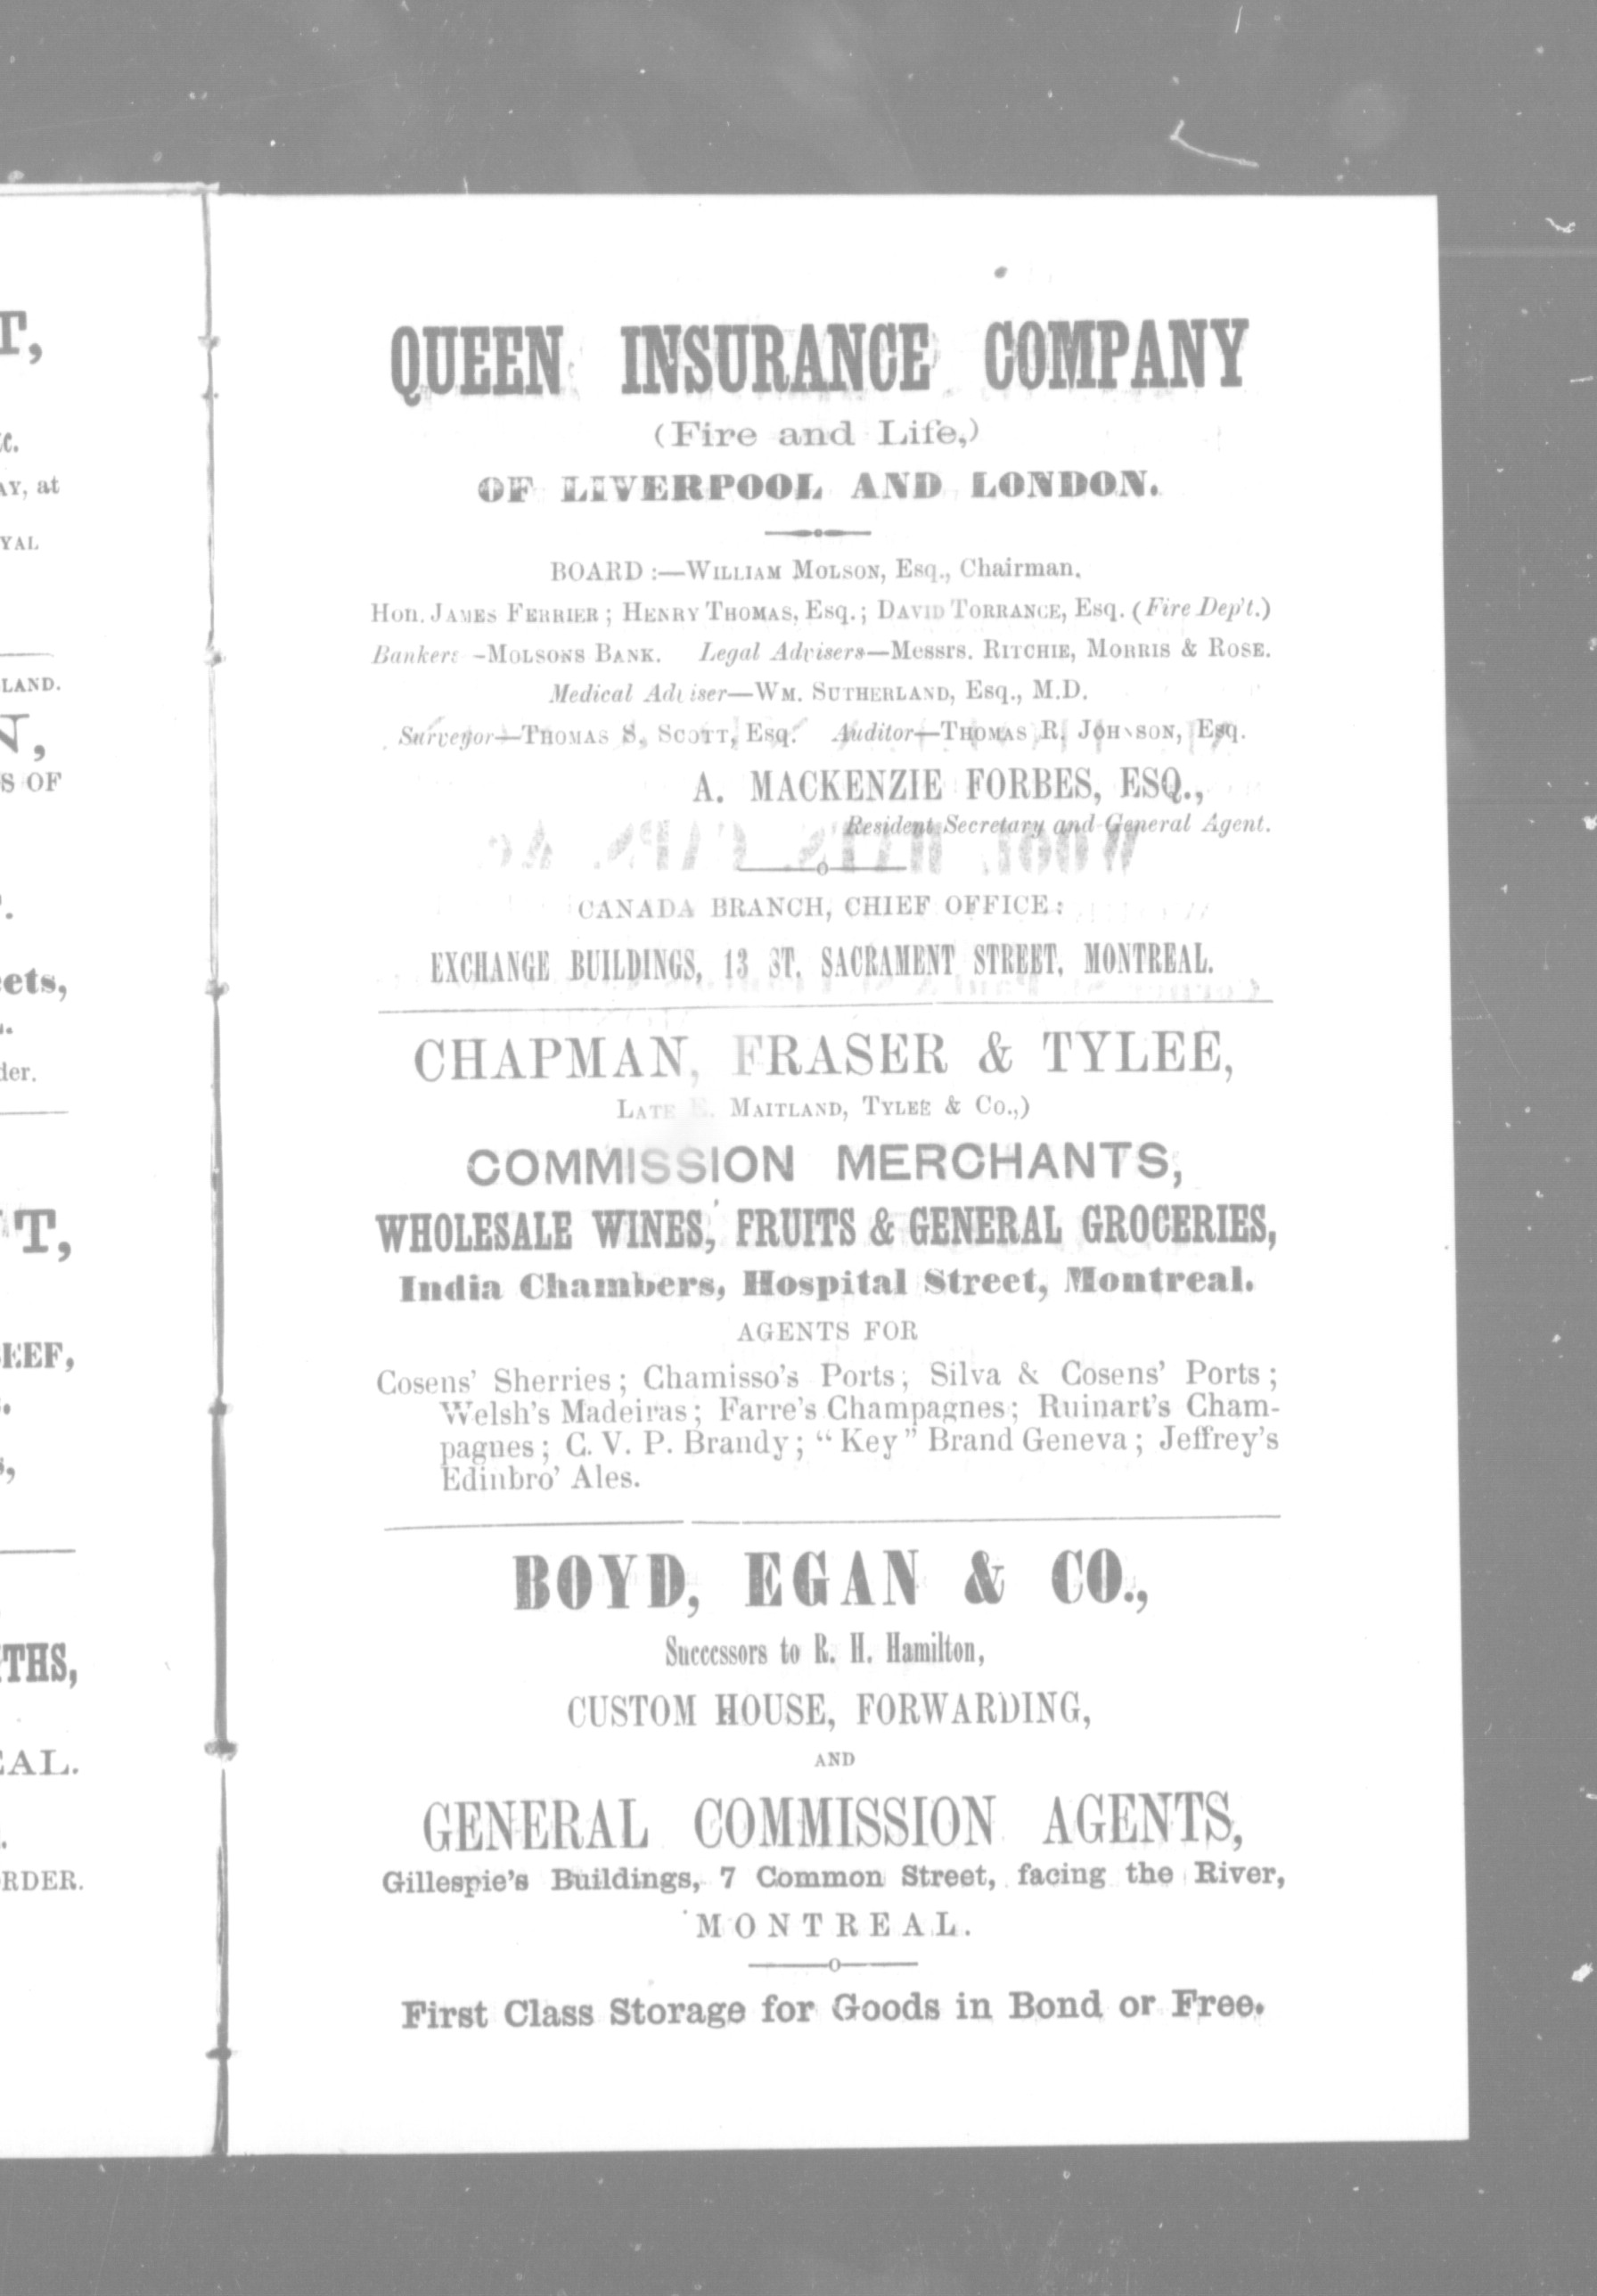 QUEEN INSURANCE COMPANY
(Fire and Life,)
OF LIVERPOOL AND LONDON.
BOARD:—WILLIAM MOLSON, Esq., Chairman.
Hon. JAMES FERRIER; HENRY THOMAS, Esq.; DAVID TORRANCE, Esq. (Fire Dep't.)
Bankers—MOLSONS BANK. Legal Advisers—Messrs. RITCHIE, MORRIS & ROSE.
Medical Adviser—WM. SUTHERLAND, Esq., M.D.
Surveyor—THOMAS S. SCOTT, Esq. Auditor—THOMAS R. JOHNSON, Esq.
A. MACKENZIE FORBES, ESQ.,
Resident Secretary and General Agent.
CANADA BRANCH, CHIEF OFFICE:
EXCHANGE BUILDINGS, 13 ST. SACRAMENT STREET, MONTREAL.
CHAPMAN, FRASER & TYLEE,
LATE MAITLAND, TYLEE & CO.,)
COMMISSION MERCHANTS,
WHOLESALE WINES, FRUITS & GENERAL GROCERIES,
India Chambers, Hospital Street, Montreal.
AGENTS FOR
Cosens' Sherries; Chamisso's Ports; Silva & Cosens' Ports;
Welsh's Madeiras; Farre's Champagnes; Ruinart's Cham-
pagnes; C. V. P. Brandy; "Key" Brand Geneva; Jeffrey's
Edinbro' Ales.
BOYD, EGAN & CO.,
Successors to R. H. Hamilton,
CUSTOM HOUSE, FORWARDING,
AND
GENERAL COMMISSION AGENTS,
Gillespie's Buildings, 7 Common Street, facing the River,
MONTREAL.
First Class Storage for Goods in Bond or Free.